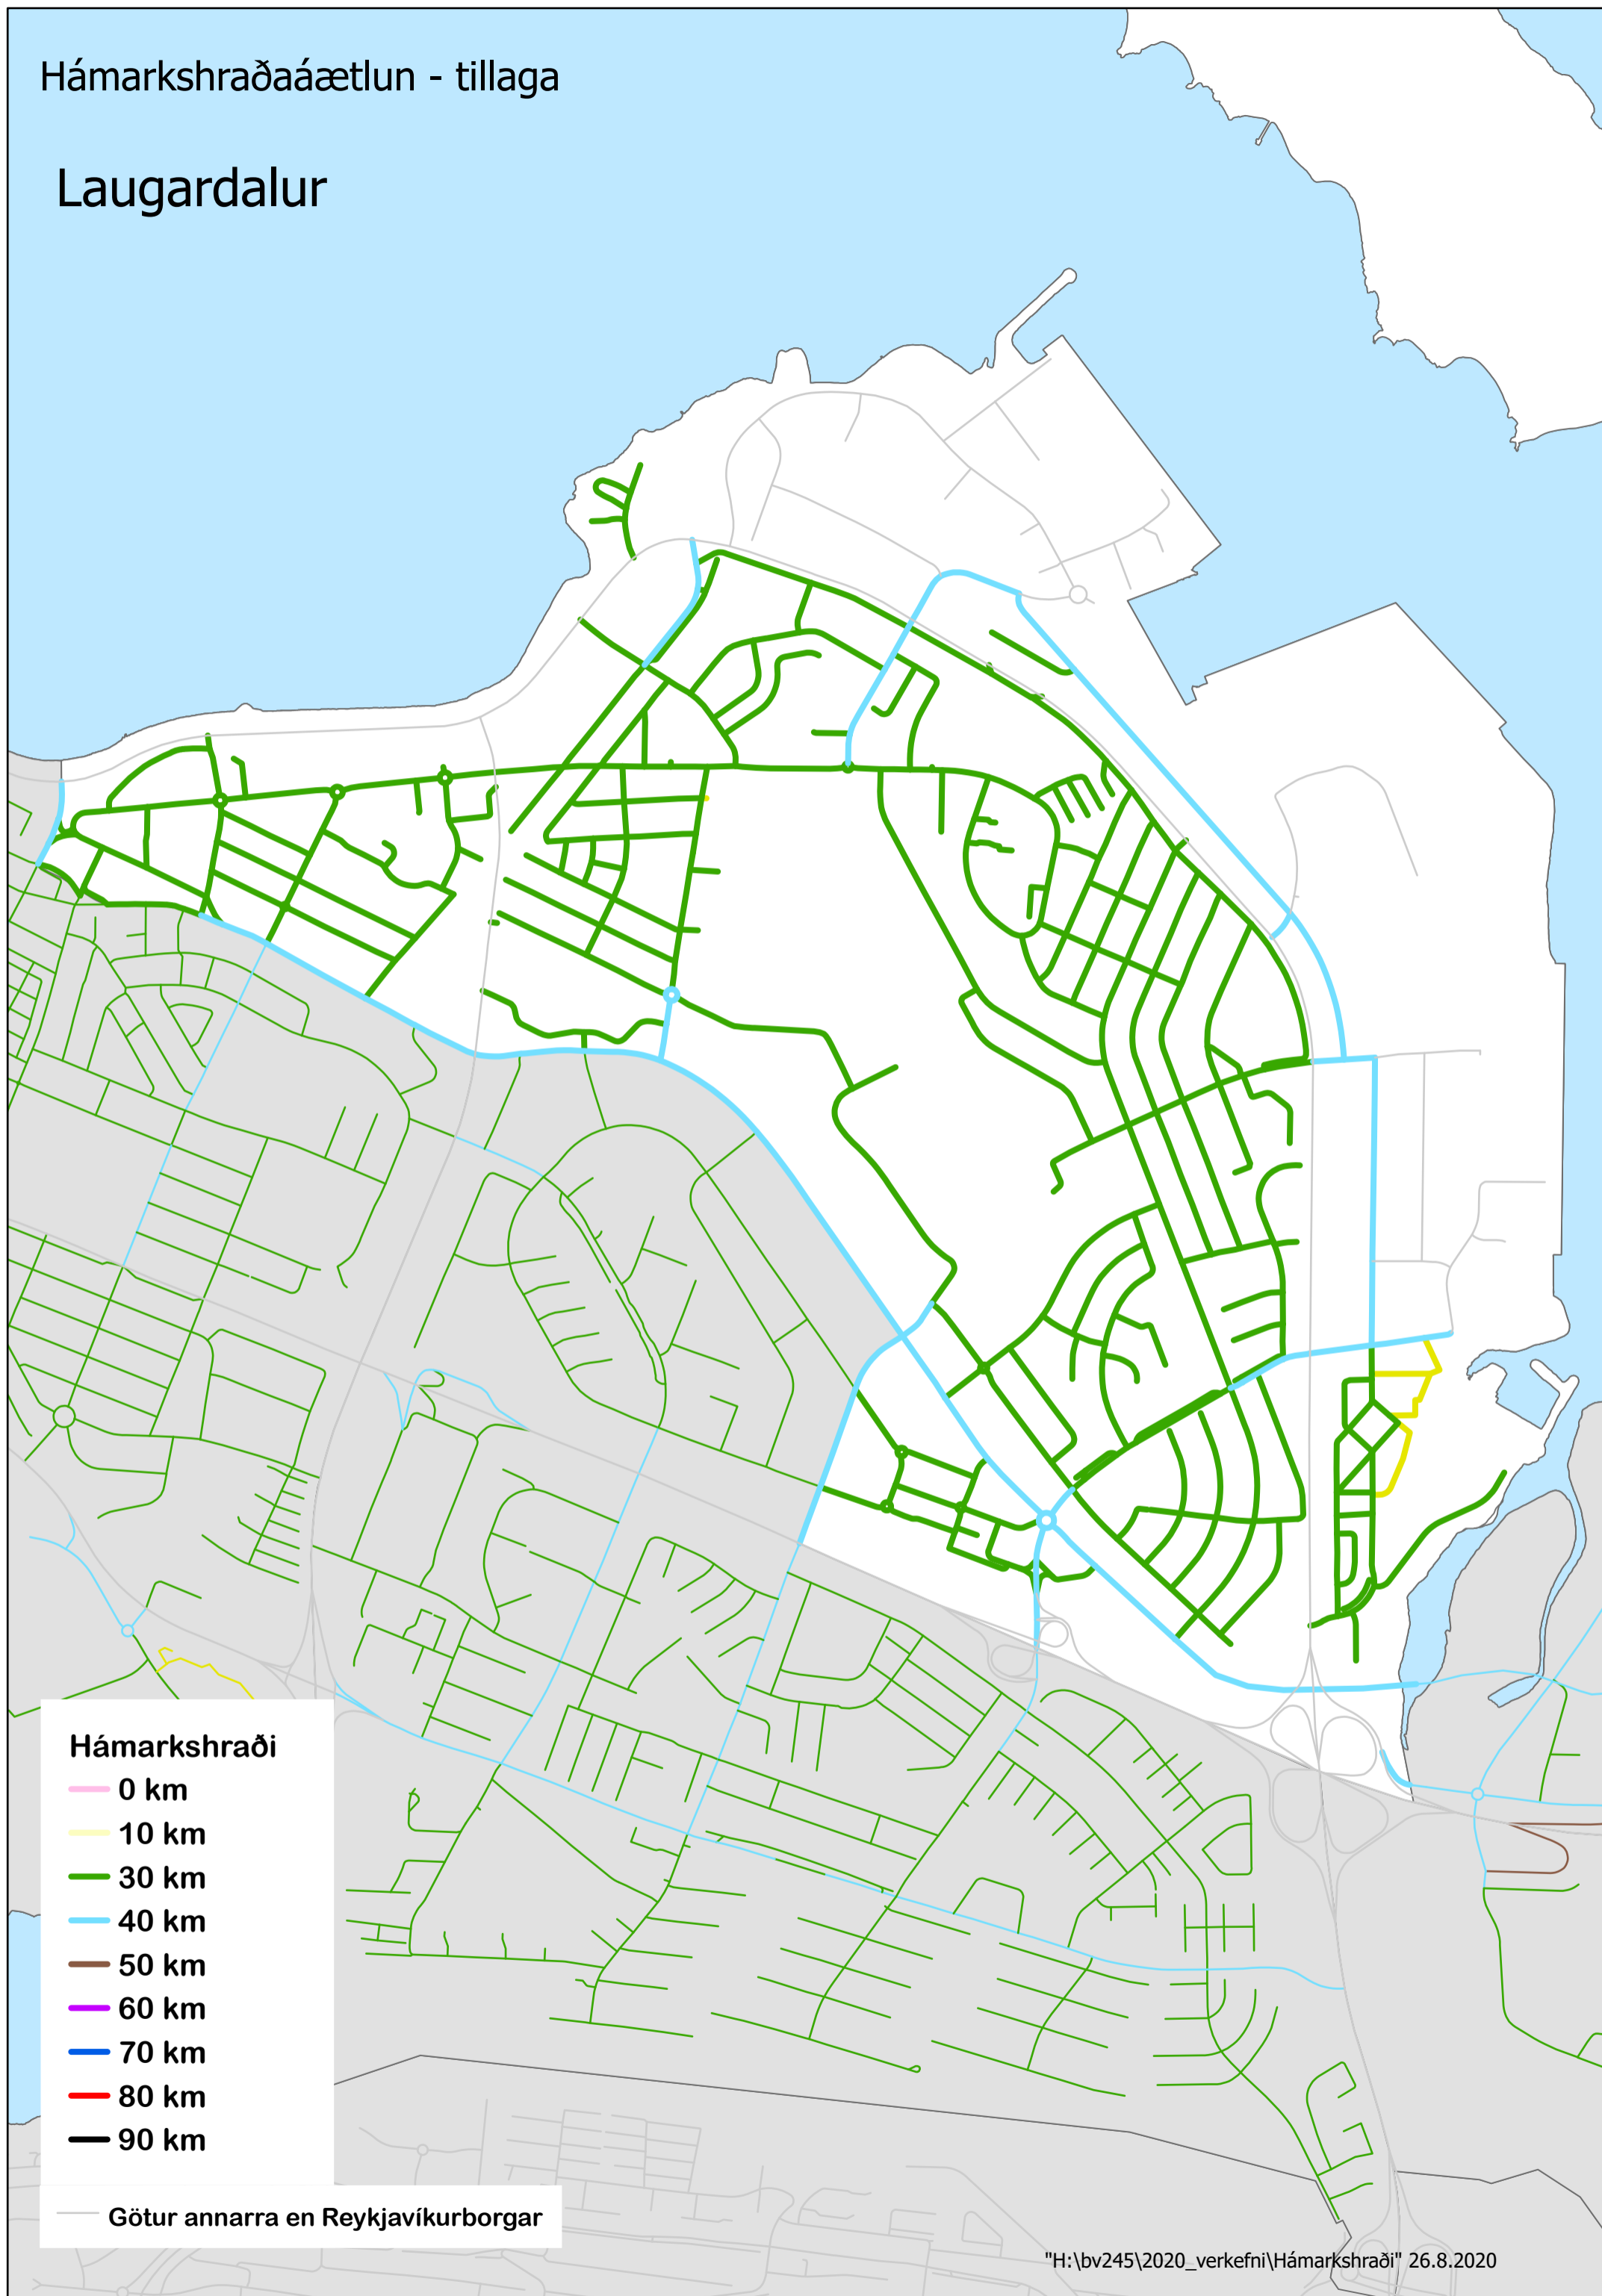 Hámarkshraðaáætlun - tillaga
Laugardalur
Hámarkshraði
0 km
10 km
30 km
40 km
50 km
60 km
70 km
80 km
90 km
Götur annarra en Reykjavíkurborgar
"H:\bv245\2020_verkefni\Hámarkshraði" 26.8.2020